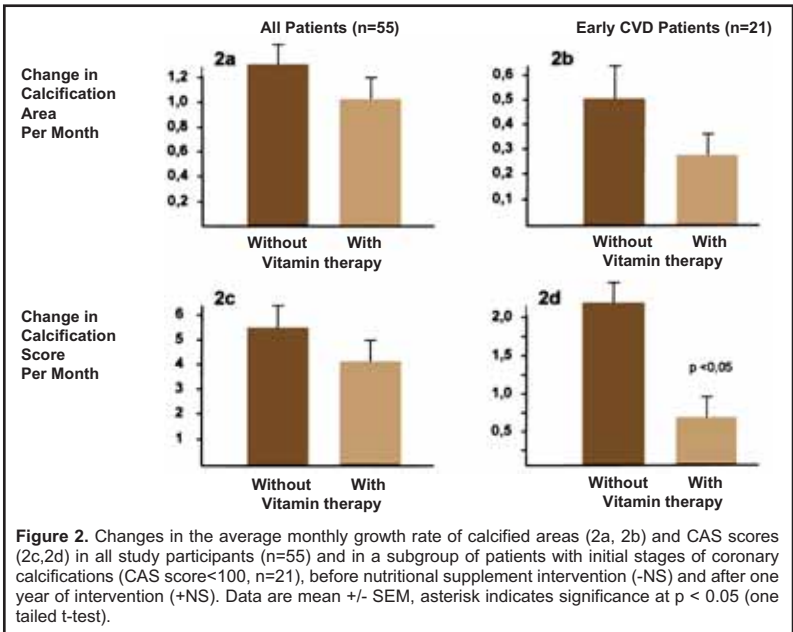 All Patients (n=55)
Early CVD Patients (n=21)
Change in
Calcification
Area
Per Month
2a
1,2
1,0
0,8
0,6
0,4
0,2
Without With
Vitamin therapy
2b
0,6
0,5
0,4
0,3
0,2
0,1
Without With
Vitamin therapy
Change in
Calcification
Score
Per Month
2c
6
5
4
3
2
1
Without With
Vitamin therapy
2d
2,0
1,5
1,0
0,5
p <0,05
Without With
Vitamin therapy
Figure 2. Changes in the average monthly growth rate of calcified areas (2a, 2b) and CAS scores
(2c,2d) in all study participants (n=55) and in a subgroup of patients with initial stages of coronary
calcifications (CAS score<100, n=21), before nutritional supplement intervention (-NS) and after one
year of intervention (+NS). Data are mean +/- SEM, asterisk indicates significance at p < 0.05 (one
tailed t-test).